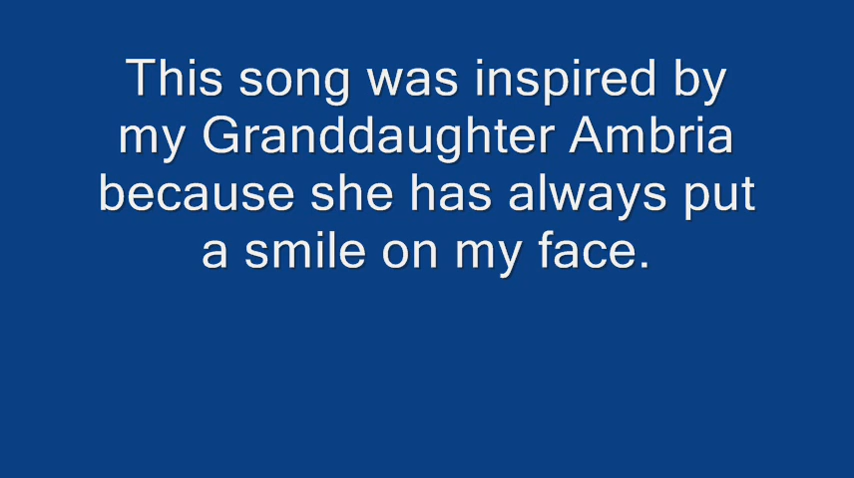 This song was inspired by
my Granddaughter Ambria
because she has always put
a smile on my face.